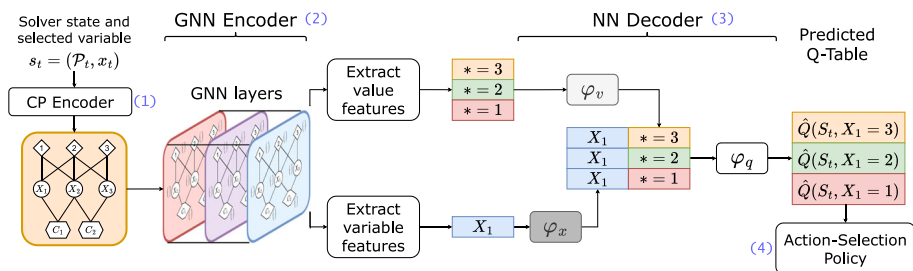 Solver state and
selected variable
s_t = (𝒫_t, x_t)
CP Encoder
(1)
1 2 3
X_1 X_2 X_3
C_1 C_2
GNN Encoder (2)
GNN layers
Extract
value
features
Extract
variable
features
NN Decoder (3)
* = 3
* = 2
* = 1
X_1
φ_v
φ_x
X_1 * = 3
X_1 * = 2
X_1 * = 1
φ_q
Predicted
Q-Table
Q̂(S_t, X_1 = 3)
Q̂(S_t, X_1 = 2)
Q̂(S_t, X_1 = 1)
(4)
Action-Selection
Policy